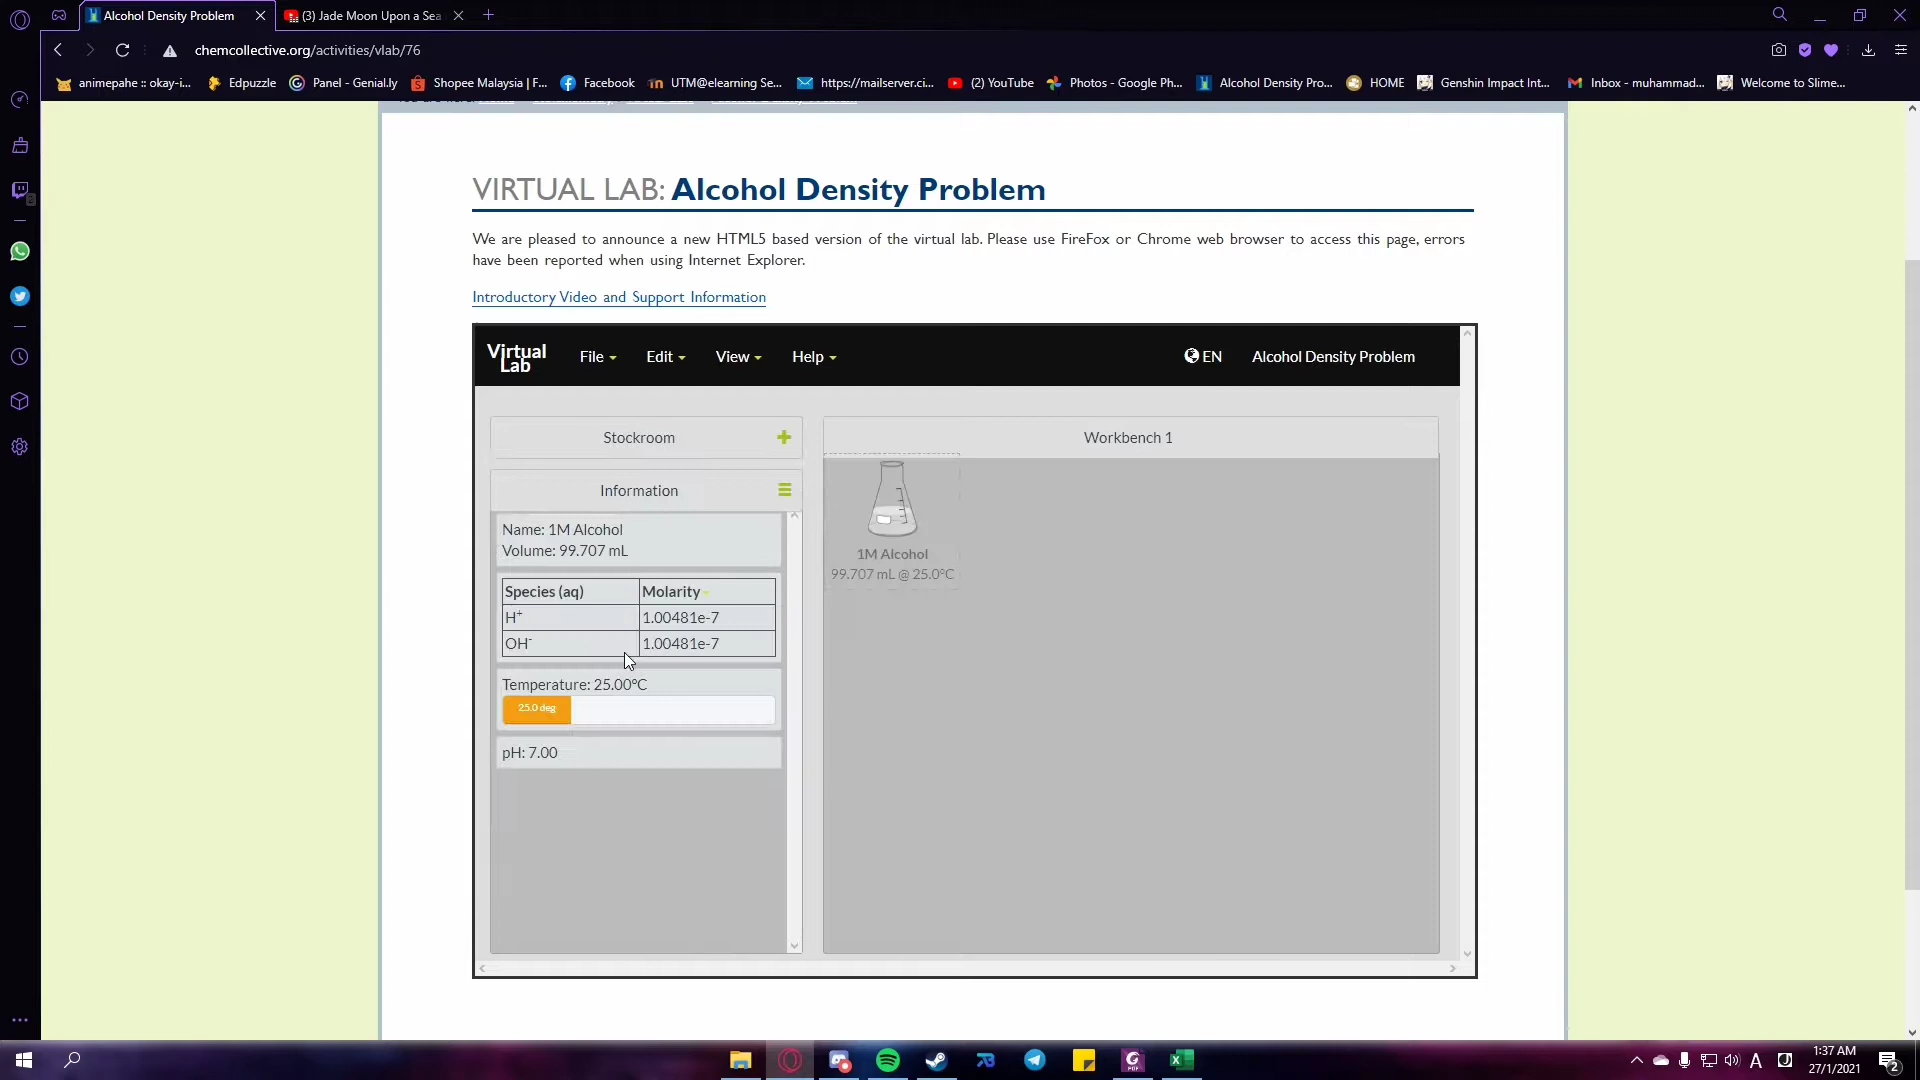 Alcohol Density Problem
(3) Jade Moon Upon a Sea
chemcollective.org/activities/vlab/76
animepahe :: okay-i...
Edpuzzle
Panel - Genial.ly
Shopee Malaysia | F...
Facebook
UTM@elearning Se...
https://mailserver.ci...
(2) YouTube
Photos - Google Ph...
Alcohol Density Pro...
HOME
Genshin Impact Int...
Inbox - muhammad...
Welcome to Slime...
VIRTUAL LAB: Alcohol Density Problem
We are pleased to announce a new HTML5 based version of the virtual lab. Please use FireFox or Chrome web browser to access this page, errors
have been reported when using Internet Explorer.
Introductory Video and Support Information
Virtual
Lab
File
Edit
View
Help
EN
Alcohol Density Problem
Stockroom
Workbench 1
Information
Name: 1M Alcohol
Volume: 99.707 mL
Species (aq) Molarity
H+ 1.00481e-7
OH- 1.00481e-7
Temperature: 25.00°C
25.0 deg
pH: 7.00
1M Alcohol
99.707 mL @ 25.0°C
A
1:37 AM
27/1/2021
2